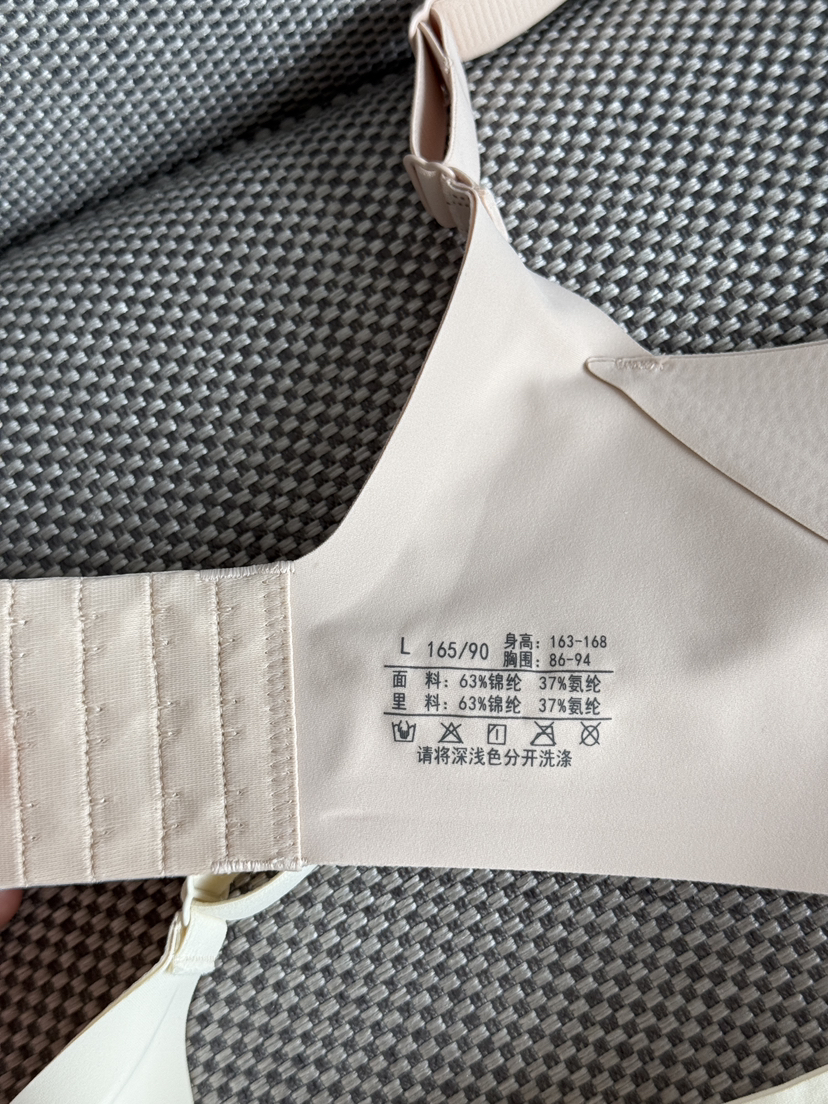 L 165/90 身高：163-168
胸围：86-94
面 料：63%锦纶 37%氨纶
里 料：63%锦纶 37%氨纶
请将深浅色分开洗涤